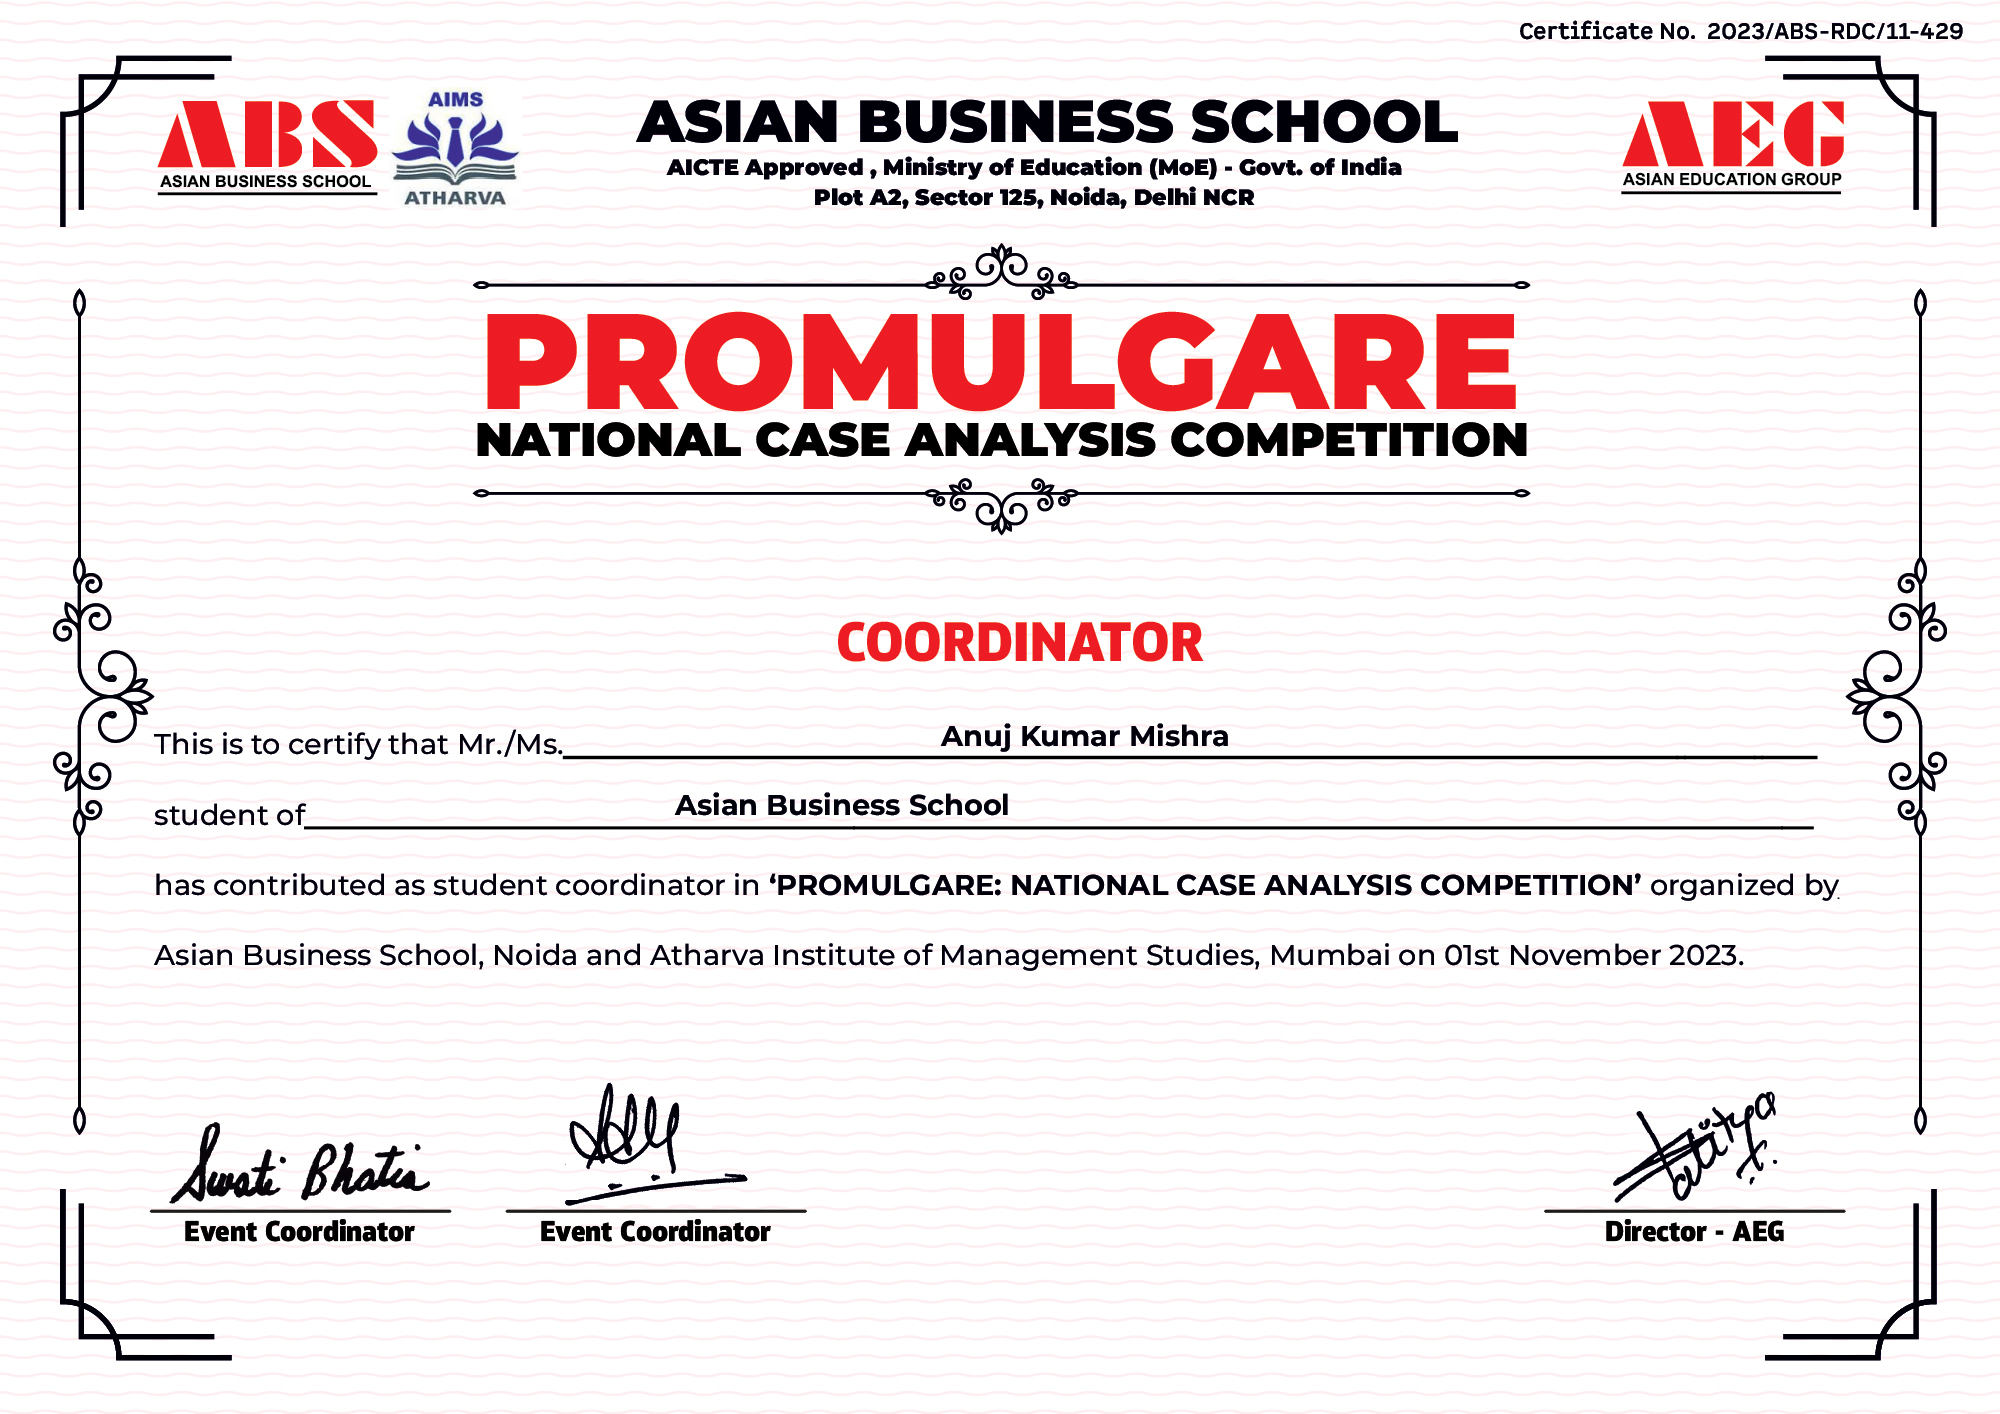 Certificate No. 2023/ABS-RDC/11-429
ABS
ASIAN BUSINESS SCHOOL
AIMS
ATHARVA
ASIAN BUSINESS SCHOOL
AICTE Approved , Ministry of Education (MoE) - Govt. of India
Plot A2, Sector 125, Noida, Delhi NCR
AEG
ASIAN EDUCATION GROUP
PROMULGARE
NATIONAL CASE ANALYSIS COMPETITION
COORDINATOR
This is to certify that Mr./Ms. Anuj Kumar Mishra
student of Asian Business School
has contributed as student coordinator in ‘PROMULGARE: NATIONAL CASE ANALYSIS COMPETITION’ organized by
Asian Business School, Noida and Atharva Institute of Management Studies, Mumbai on 01st November 2023.
Swati Bhatia
Event Coordinator
Event Coordinator
Director - AEG